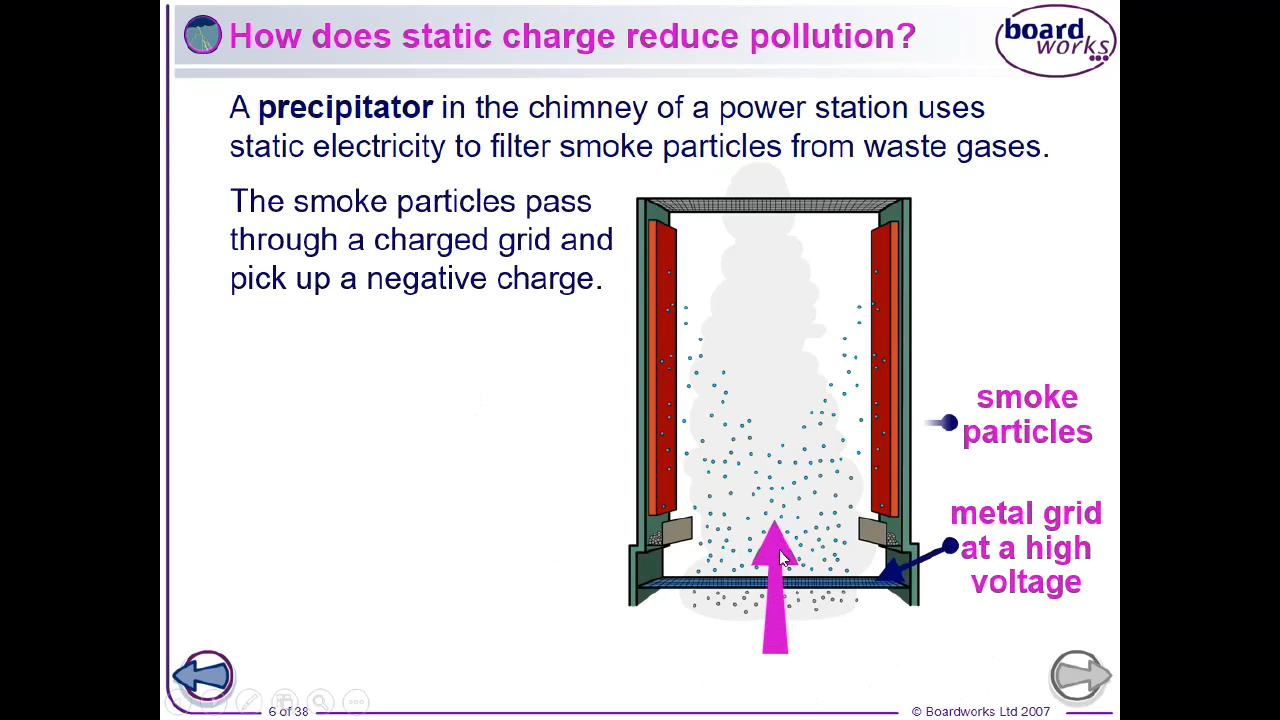 How does static charge reduce pollution?
board
works
A precipitator in the chimney of a power station uses
static electricity to filter smoke particles from waste gases.
The smoke particles pass
through a charged grid and
pick up a negative charge.
smoke
particles
metal grid
at a high
voltage
6 of 38
© Boardworks Ltd 2007